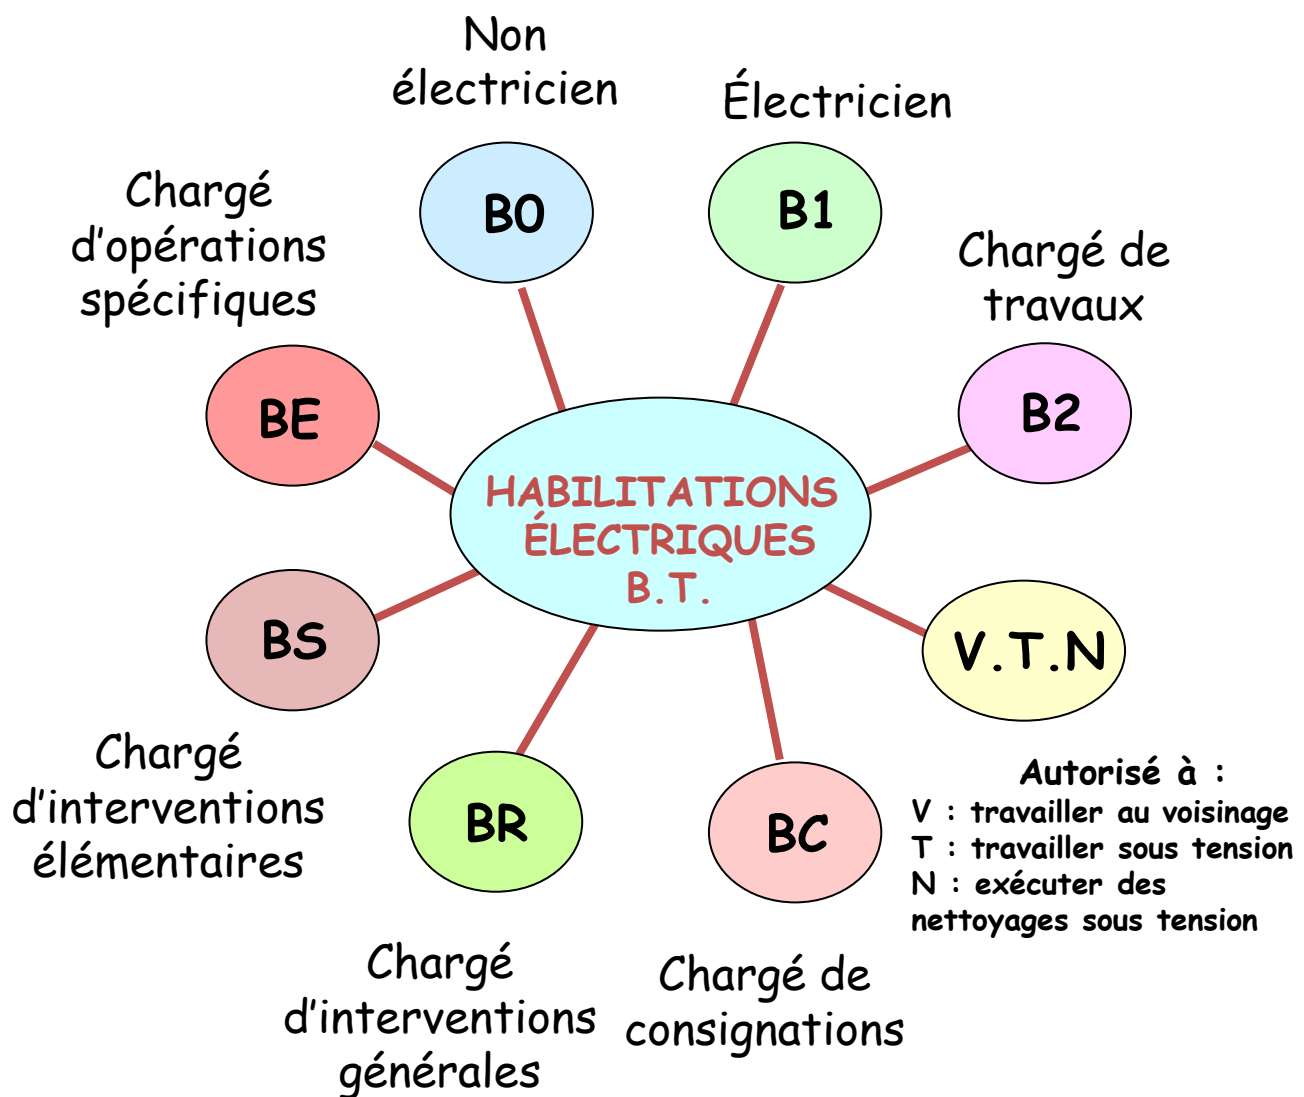 Non
électricien
B0
Électricien
B1
Chargé de
travaux
B2
V.T.N
Autorisé à :
V : travailler au voisinage
T : travailler sous tension
N : exécuter des
nettoyages sous tension
BC
Chargé de
consignations
BR
Chargé
d'interventions
générales
BS
Chargé
d'interventions
élémentaires
Chargé
d'opérations
spécifiques
BE
HABILITATIONS
ÉLECTRIQUES
B.T.